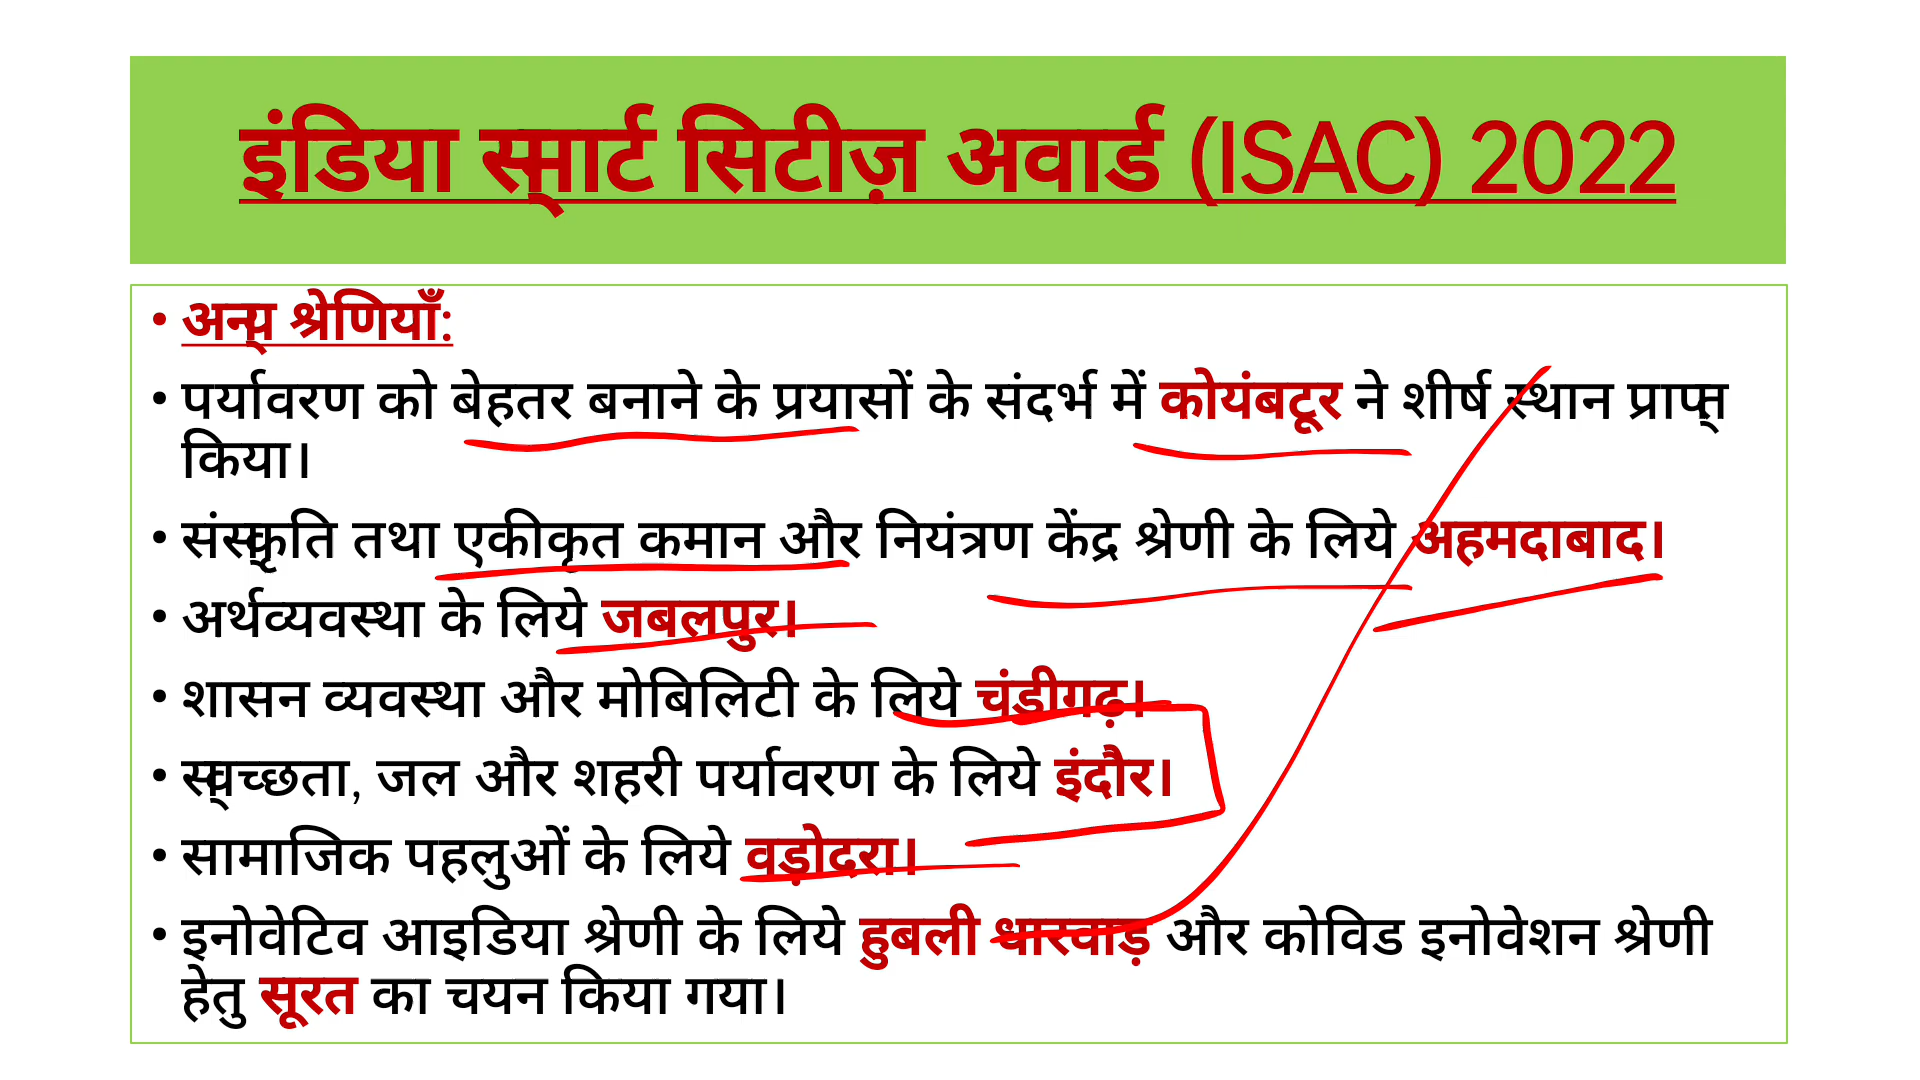 इंडिया स्मार्ट सिटीज़ अवार्ड (ISAC) 2022
• अन्य श्रेणियाँ:
• पर्यावरण को बेहतर बनाने के प्रयासों के संदर्भ में कोयंबटूर ने शीर्ष स्थान प्राप्त
किया।
• संस्कृति तथा एकीकृत कमान और नियंत्रण केंद्र श्रेणी के लिये अहमदाबाद।
• अर्थव्यवस्था के लिये जबलपुर।
• शासन व्यवस्था और मोबिलिटी के लिये चंडीगढ़।
• स्वच्छता, जल और शहरी पर्यावरण के लिये इंदौर।
• सामाजिक पहलुओं के लिये वड़ोदरा।
• इनोवेटिव आइडिया श्रेणी के लिये हुबली धारवाड़ और कोविड इनोवेशन श्रेणी
हेतु सूरत का चयन किया गया।